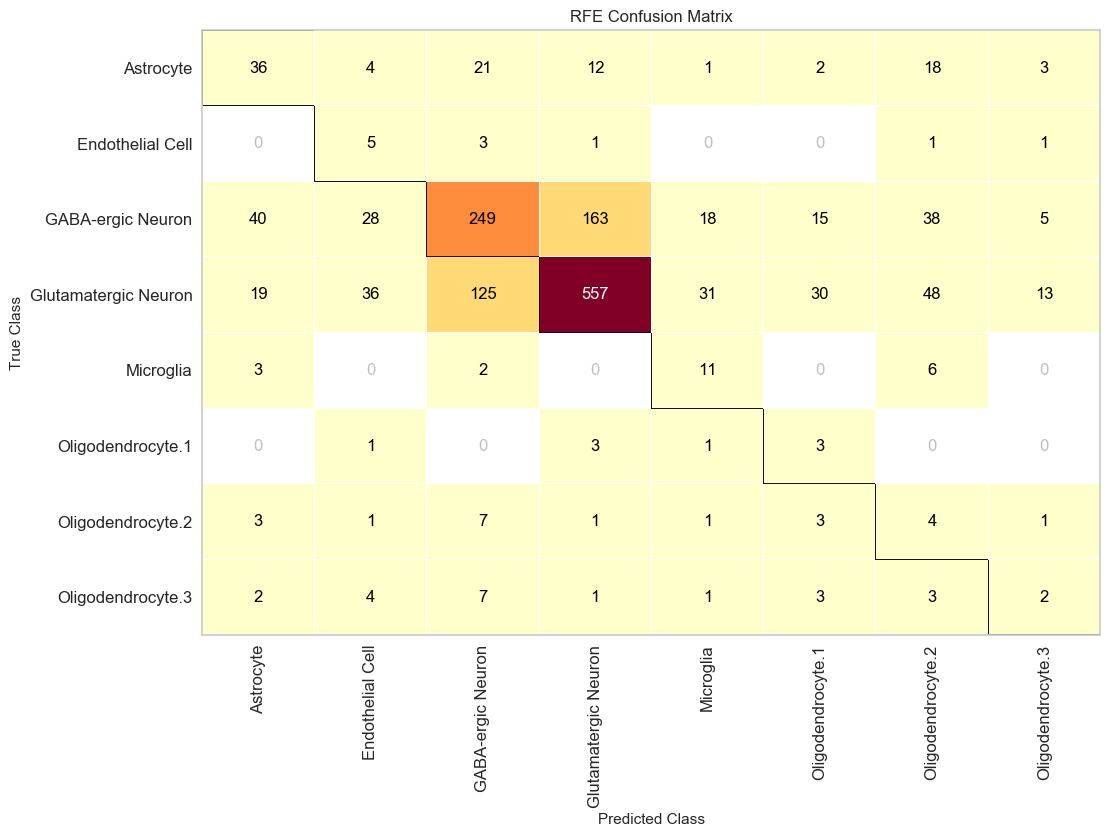 RFE Confusion Matrix
True Class
Astrocyte 36 4 21 12 1 2 18 3
Endothelial Cell 0 5 3 1 0 0 1 1
GABA-ergic Neuron 40 28 249 163 18 15 38 5
Glutamatergic Neuron 19 36 125 557 31 30 48 13
Microglia 3 0 2 0 11 0 6 0
Oligodendrocyte.1 0 1 0 3 1 3 0 0
Oligodendrocyte.2 3 1 7 1 1 3 4 1
Oligodendrocyte.3 2 4 7 1 1 3 3 2
Astrocyte
Endothelial Cell
GABA-ergic Neuron
Glutamatergic Neuron
Microglia
Oligodendrocyte.1
Oligodendrocyte.2
Oligodendrocyte.3
Predicted Class